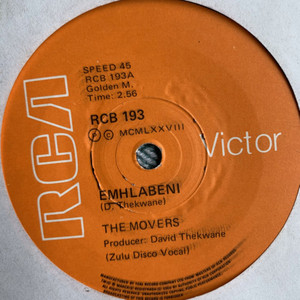 RCA
Victor
SPEED 45
RCB 193A
Golden M.
Time: 2:56
RCB 193
Ⓟ © MCMLXXVIII
EMHLABENI
(D. Thekwane)
THE MOVERS
Producer: David Thekwane
(Zulu Disco Vocal)